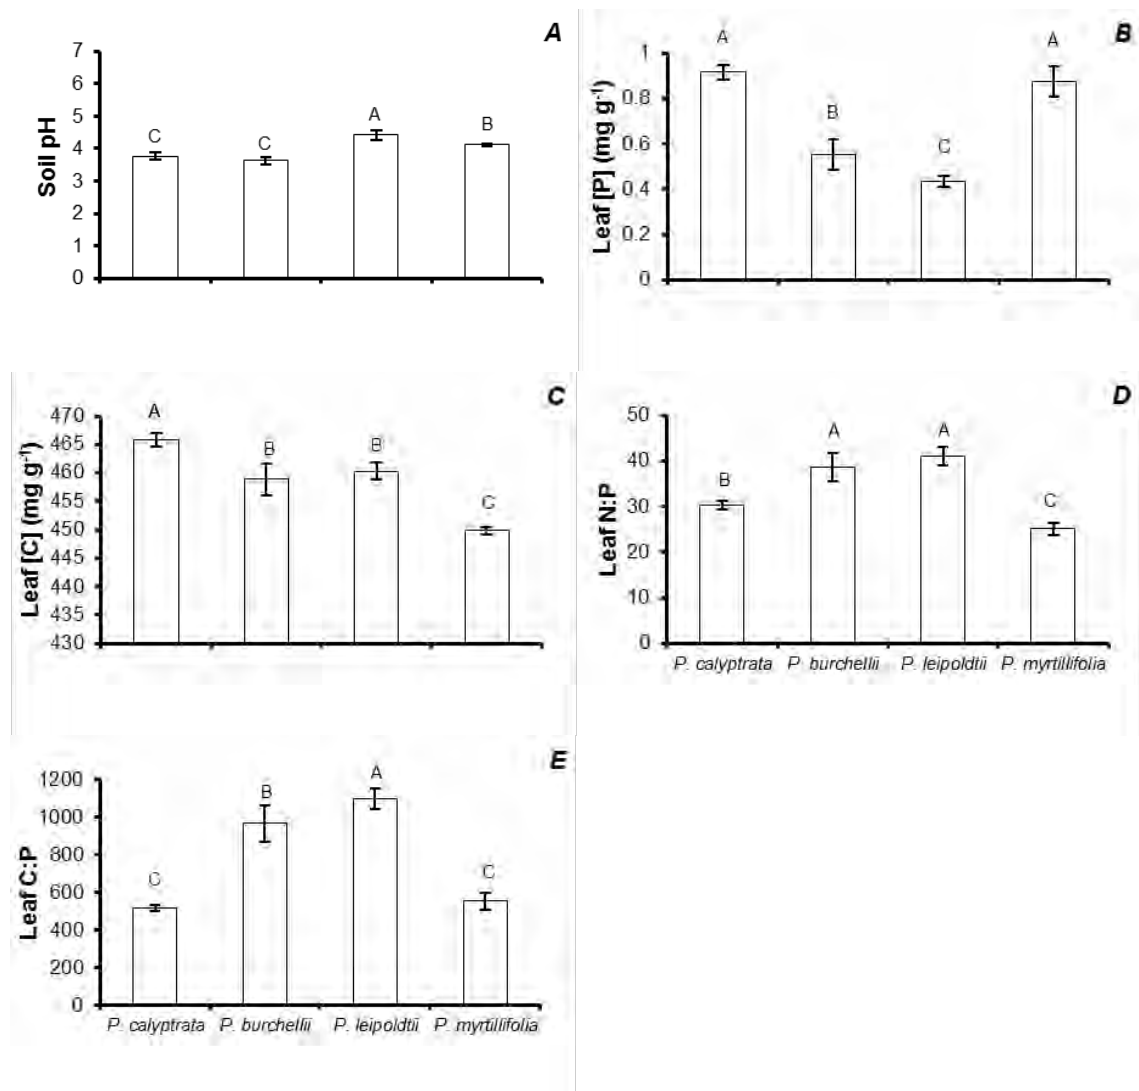 A
Soil pH
7
6
5
4
3
2
1
0
C
C
A
B
B
Leaf [P] (mg g-1)
1
0.8
0.6
0.4
0.2
0
A
B
C
A
C
Leaf [C] (mg g-1)
470
465
460
455
450
445
440
435
430
A
B
B
C
D
Leaf N:P
50
40
30
20
10
0
B
A
A
C
P. calyptrata P. burchellii P. leipoldtii P. myrtillifolia
E
Leaf C:P
1200
1000
800
600
400
200
0
C
B
A
C
P. calyptrata P. burchellii P. leipoldtii P. myrtillifolia